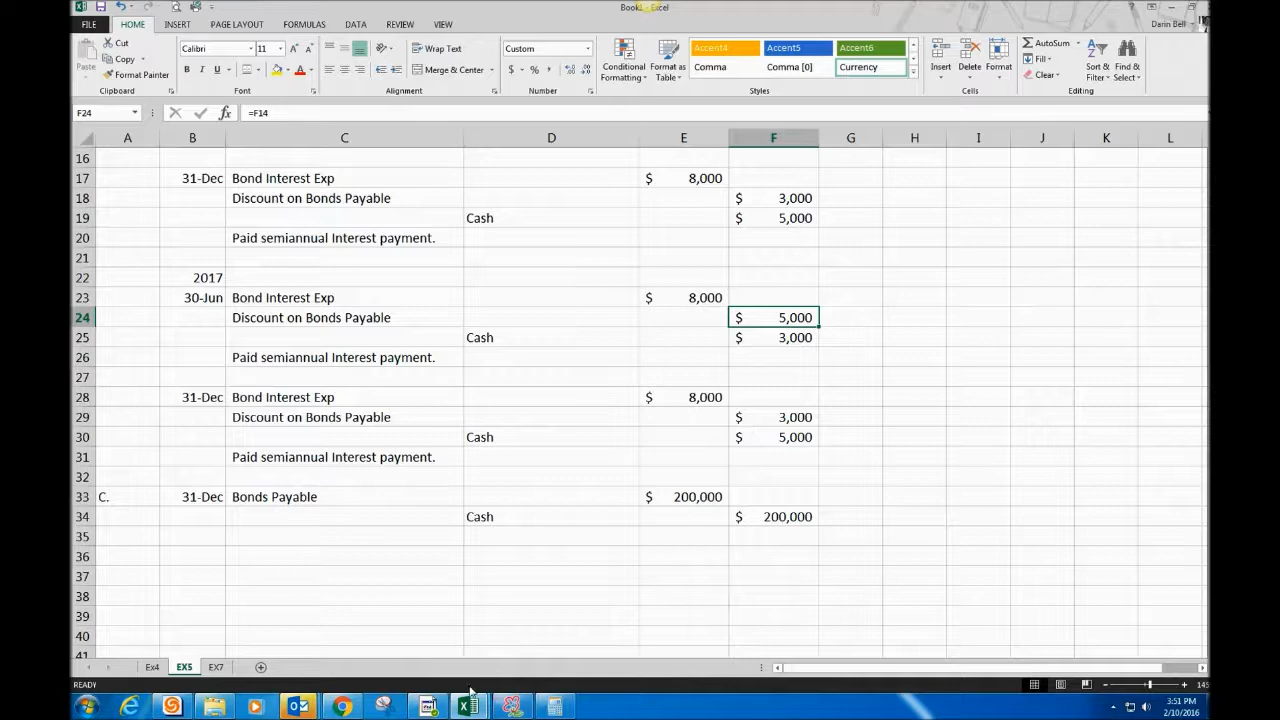 Book1 - Excel
FILE HOME INSERT PAGE LAYOUT FORMULAS DATA REVIEW VIEW Darin Bell
Paste Cut Copy Format Painter Clipboard
Calibri 11 B I U Font
Wrap Text Merge & Center Alignment
Custom $ % , Number
Conditional Formatting Format as Table
Accent4 Accent5 Accent6
Comma Comma [0] Currency
Styles
Insert Delete Format Cells
AutoSum Fill Clear Sort & Filter Find & Select Editing
F24 fx =F14
A B C D E F G H I J K L
16
17 31-Dec Bond Interest Exp $ 8,000
18 Discount on Bonds Payable $ 3,000
19 Cash $ 5,000
20 Paid semiannual Interest payment.
21
22 2017
23 30-Jun Bond Interest Exp $ 8,000
24 Discount on Bonds Payable $ 5,000
25 Cash $ 3,000
26 Paid semiannual Interest payment.
27
28 31-Dec Bond Interest Exp $ 8,000
29 Discount on Bonds Payable $ 3,000
30 Cash $ 5,000
31 Paid semiannual Interest payment.
32
33 C. 31-Dec Bonds Payable $ 200,000
34 Cash $ 200,000
35
36
37
38
39
40
41
Ex4 EX5 EX7
READY 145
3:51 PM
2/10/2016